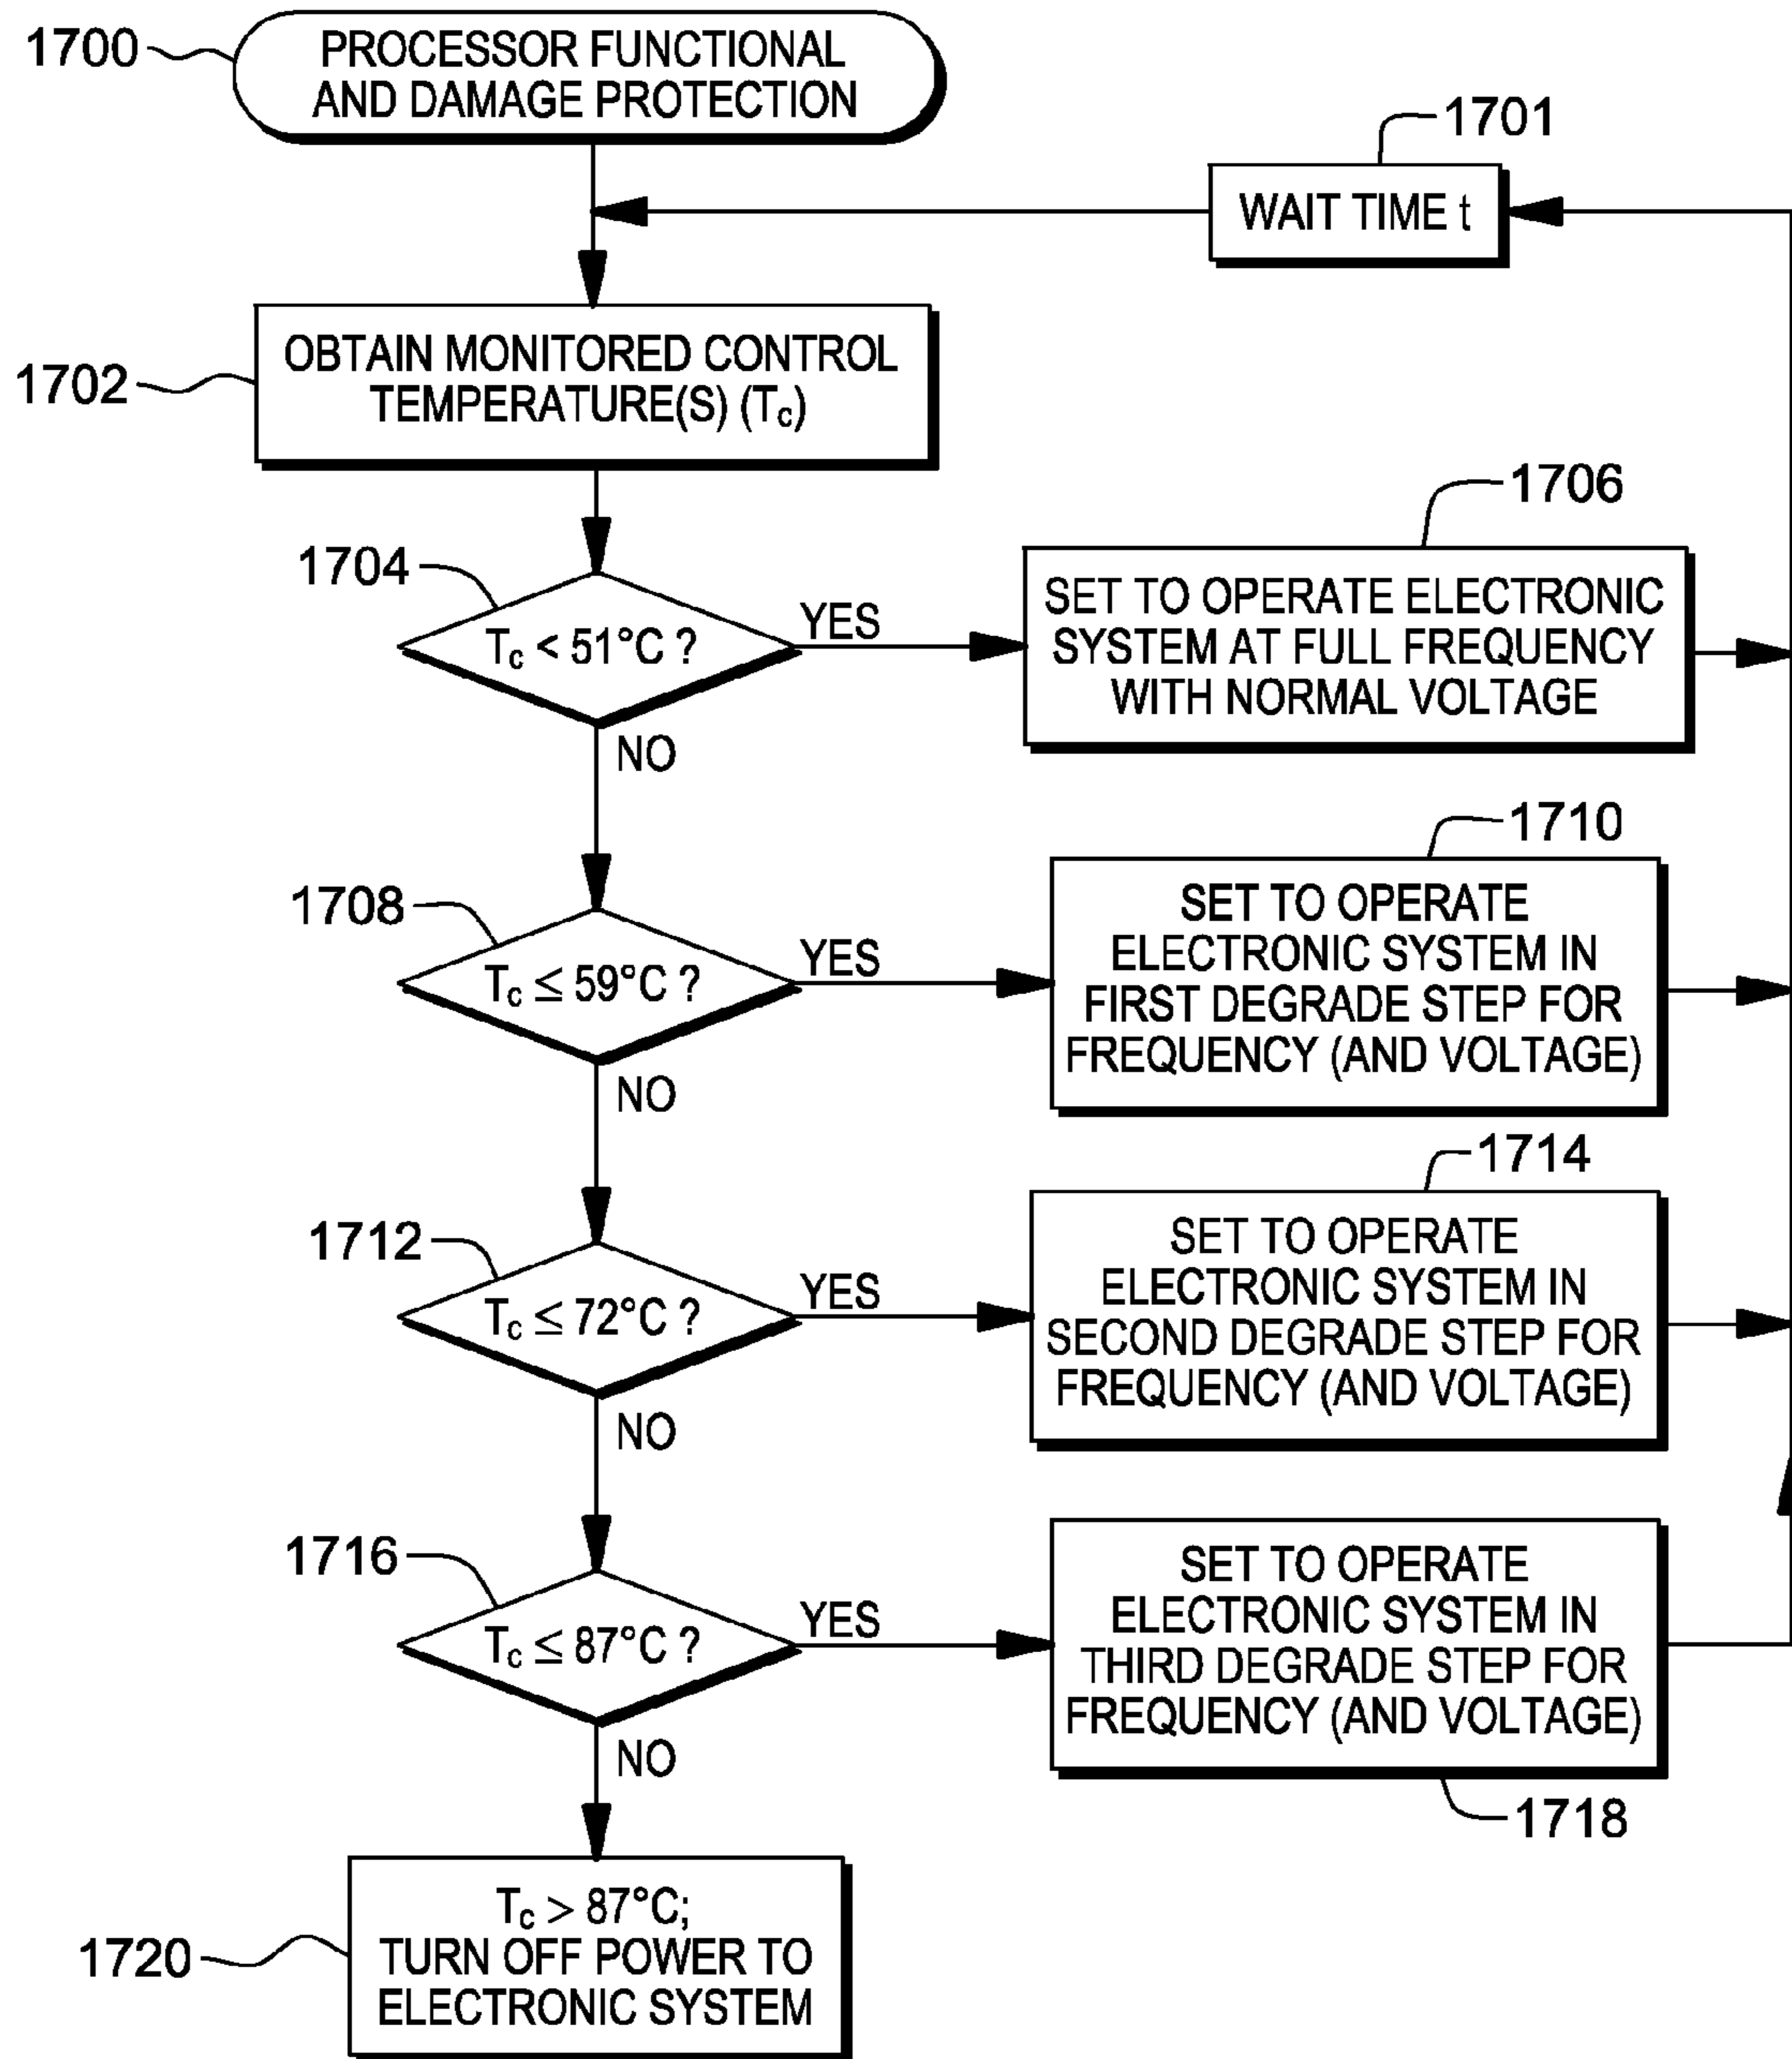 1700
PROCESSOR FUNCTIONAL
AND DAMAGE PROTECTION
1701
WAIT TIME t
1702
OBTAIN MONITORED CONTROL
TEMPERATURE(S) (Tc)
1704
Tc < 51°C ?
YES
NO
1706
SET TO OPERATE ELECTRONIC
SYSTEM AT FULL FREQUENCY
WITH NORMAL VOLTAGE
1708
Tc ≤ 59°C ?
YES
NO
1710
SET TO OPERATE
ELECTRONIC SYSTEM IN
FIRST DEGRADE STEP FOR
FREQUENCY (AND VOLTAGE)
1712
Tc ≤ 72°C ?
YES
NO
1714
SET TO OPERATE
ELECTRONIC SYSTEM IN
SECOND DEGRADE STEP FOR
FREQUENCY (AND VOLTAGE)
1716
Tc ≤ 87°C ?
YES
NO
SET TO OPERATE
ELECTRONIC SYSTEM IN
THIRD DEGRADE STEP FOR
FREQUENCY (AND VOLTAGE)
1718
1720
Tc > 87°C;
TURN OFF POWER TO
ELECTRONIC SYSTEM